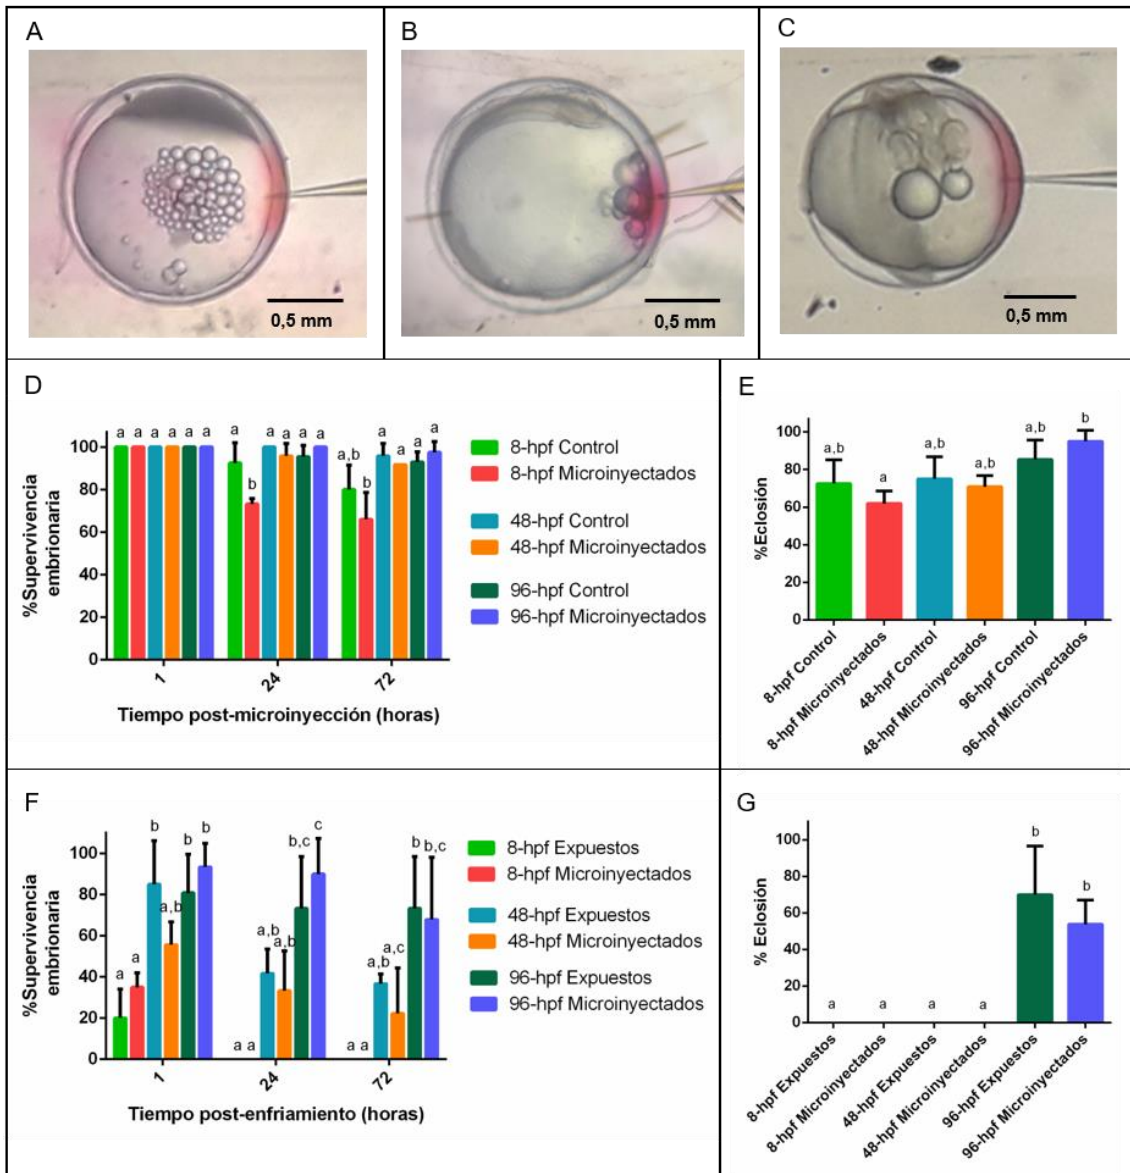 A
0,5 mm
B
0,5 mm
C
0,5 mm
D
%Supervivencia
embrionaria
100
80
60
40
20
0
a a a a a a
a b a a a a
a,b b a a a a
1
24
72
Tiempo post-microinyección (horas)
8-hpf Control
8-hpf Microinyectados
48-hpf Control
48-hpf Microinyectados
96-hpf Control
96-hpf Microinyectados
E
%Eclosión
100
80
60
40
20
0
a,b
a
a,b
a,b
a,b
b
8-hpf Control
8-hpf Microinyectados
48-hpf Control
48-hpf Microinyectados
96-hpf Control
96-hpf Microinyectados
F
%Supervivencia
embrionaria
100
80
60
40
20
0
a a b a,b b b
a a a,b a,b b,c c
a a a,b a,c b b,c
1
24
72
Tiempo post-enfriamiento (horas)
8-hpf Expuestos
8-hpf Microinyectados
48-hpf Expuestos
48-hpf Microinyectados
96-hpf Expuestos
96-hpf Microinyectados
G
% Eclosión
100
80
60
40
20
0
a
a
a
a
b
b
8-hpf Expuestos
8-hpf Microinyectados
48-hpf Expuestos
48-hpf Microinyectados
96-hpf Expuestos
96-hpf Microinyectados